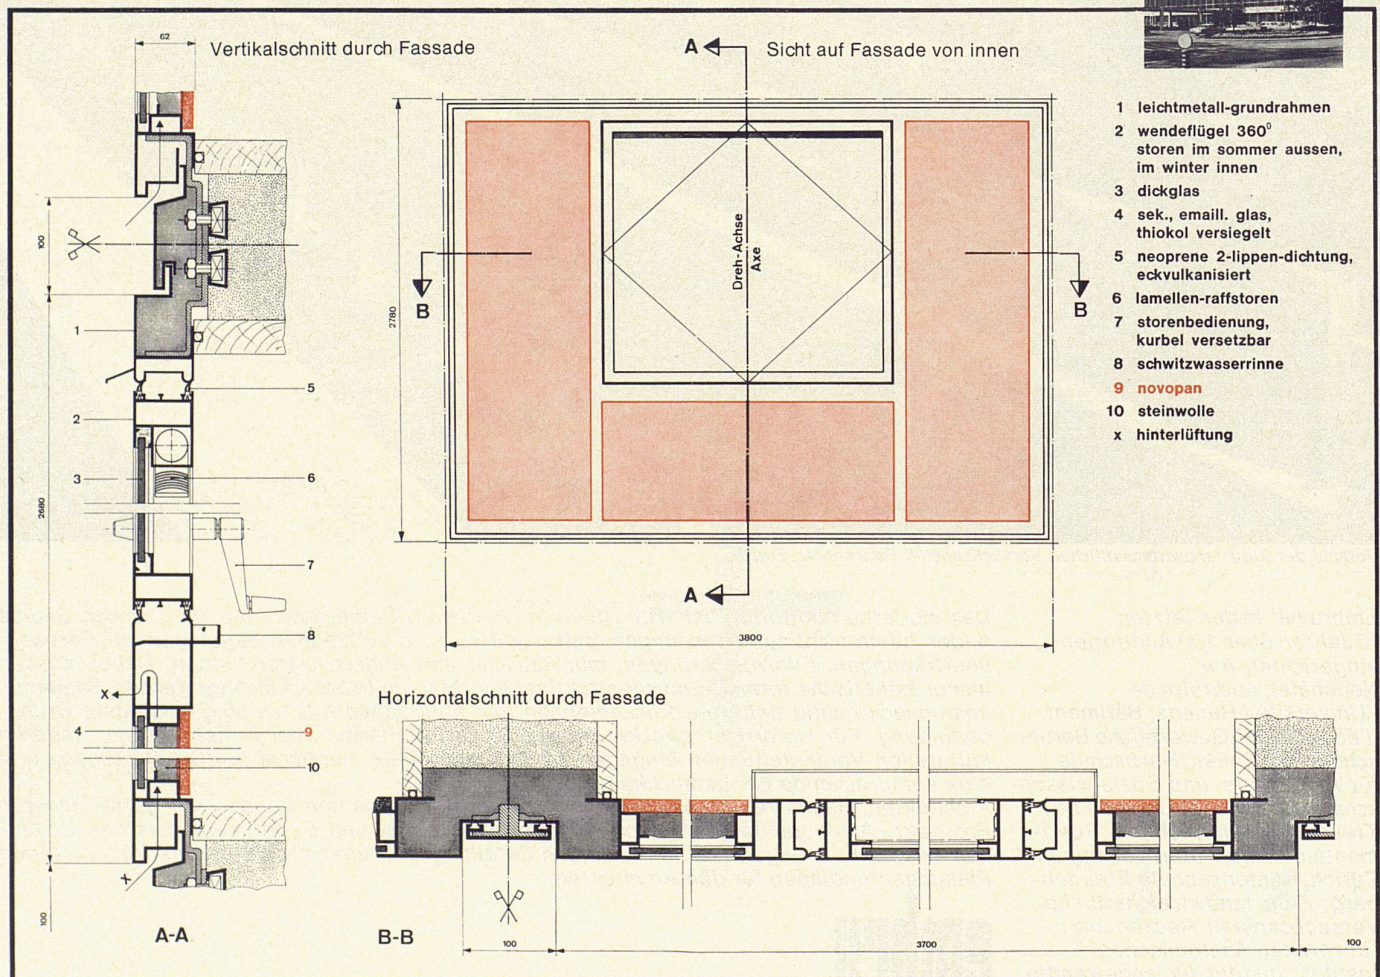 Vertikalschnitt durch Fassade
62
100
2680
100
1
2
3
4
5
6
7
8
9
10
x
x
A-A
A
Sicht auf Fassade von innen
2780
B
B
Dreh-Achse
Axe
A
3800
1 leichtmetall-grundrahmen
2 wendeflügel 360°
storen im sommer aussen,
im winter innen
3 dickglas
4 sek., emaill. glas,
thiokol versiegelt
5 neoprene 2-lippen-dichtung,
eckvulkanisiert
6 lamellen-raffstoren
7 storenbedienung,
kurbel versetzbar
8 schwitzwasserrinne
9 novopan
10 steinwolle
x hinterlüftung
Horizontalschnitt durch Fassade
B-B
100
3700
100